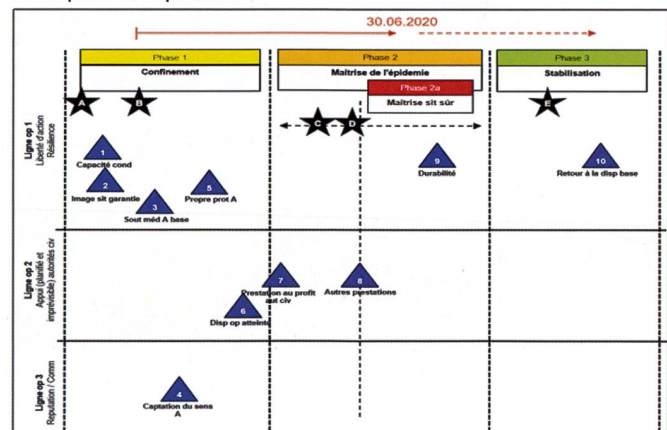 30.06.2020
Phase 1
Confinement
Phase 2
Maîtrise de l'épidemie
Phase 2a
Maîtrise sit sûr
Phase 3
Stabilisation
A
B
C
D
E
Ligne op 1
Liberté d'action
Résilience
1
Capacité cond
2
Image sit garantie
3
Sout méd A base
5
Propre prot A
9
Durabilité
10
Retour à la disp base
Ligne op 2
Appui (planifié et
imprévisible) autorités civ
6
Disp op atteinte
7
Prestation au profit
aut civ
8
Autres prestations
Ligne op 3
Reputation / Comm
4
Captation du sens
A